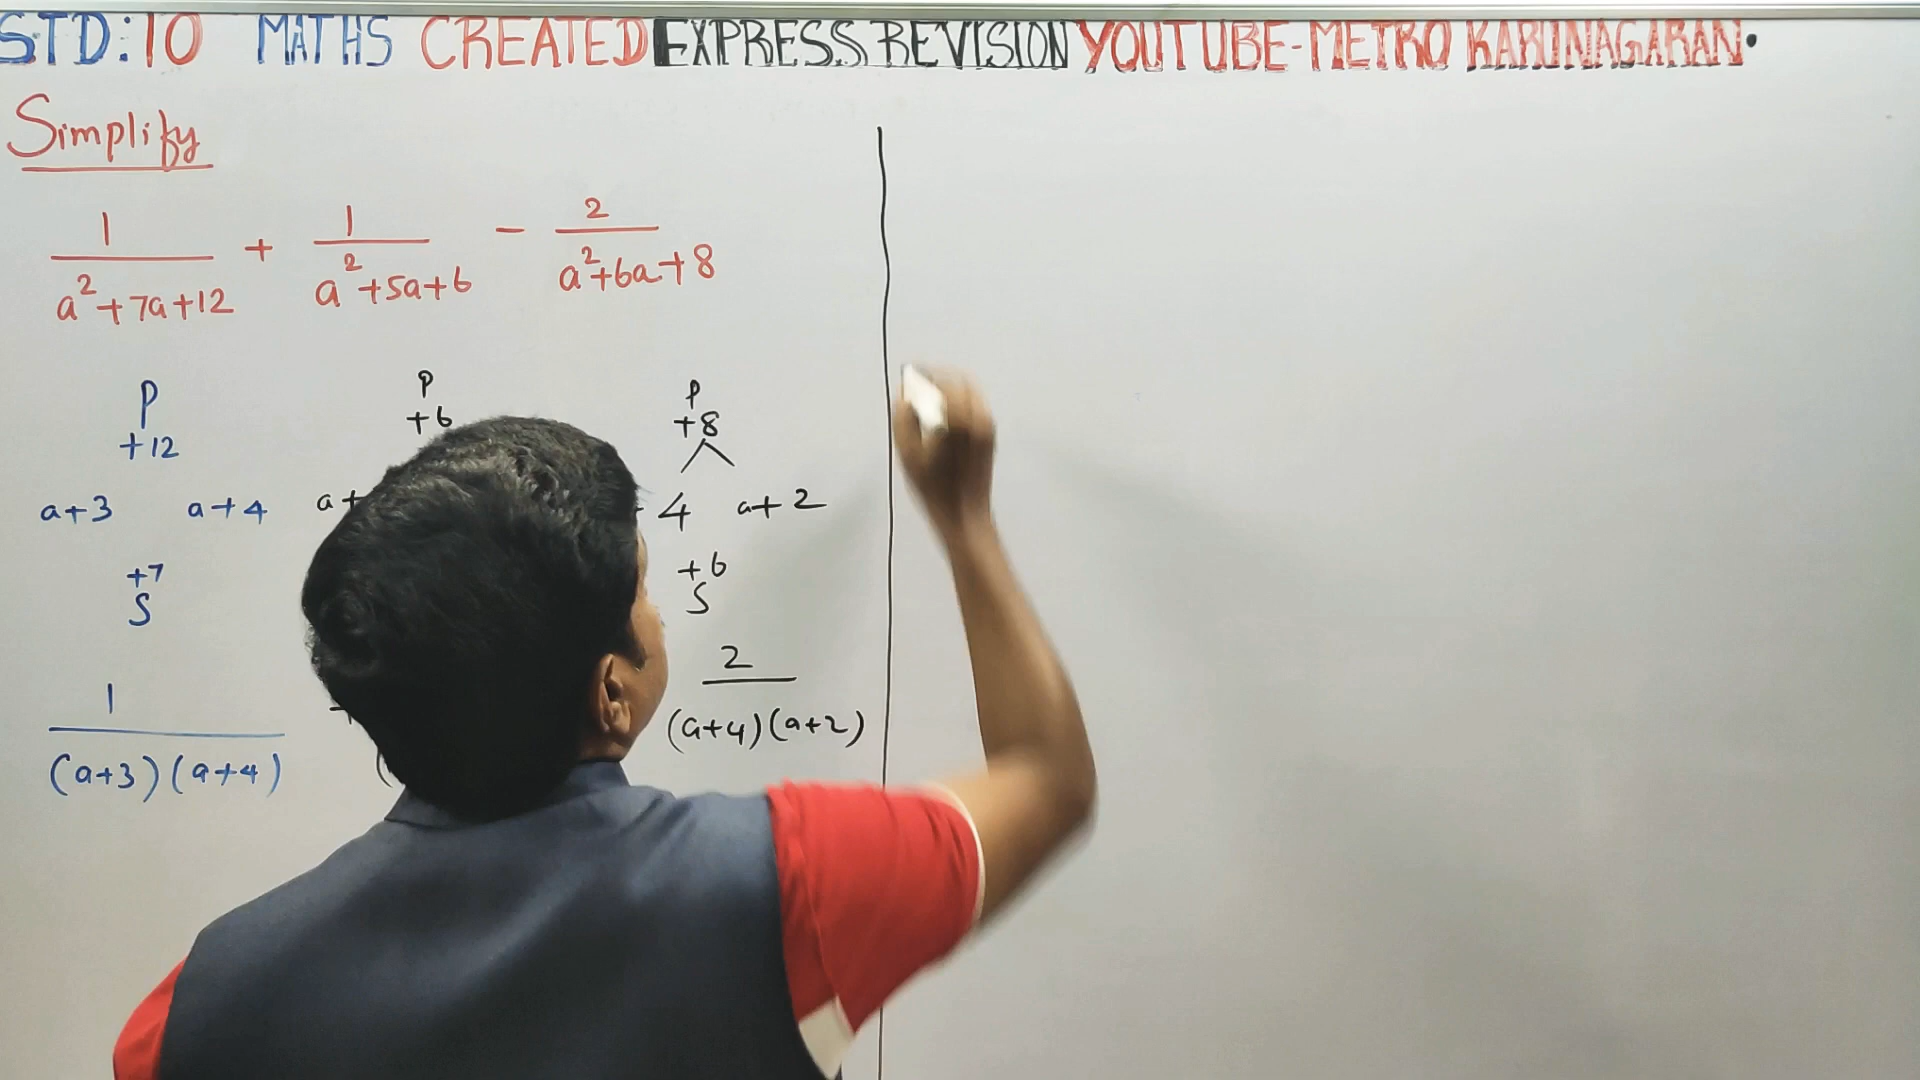 STD:10 MATHS CREATED EXPRESS REVISION YOUTUBE-METRO KARUNAGARAN.
Simplify
1 + 1 - 2
a²+7a+12 a²+5a+6 a²+6a+8
P P P
+12 +6 +8
a+3 a+4 a+ 4 a+2
+7 +6
S S
1 2
(a+3)(a+4) ( (a+4)(a+2)